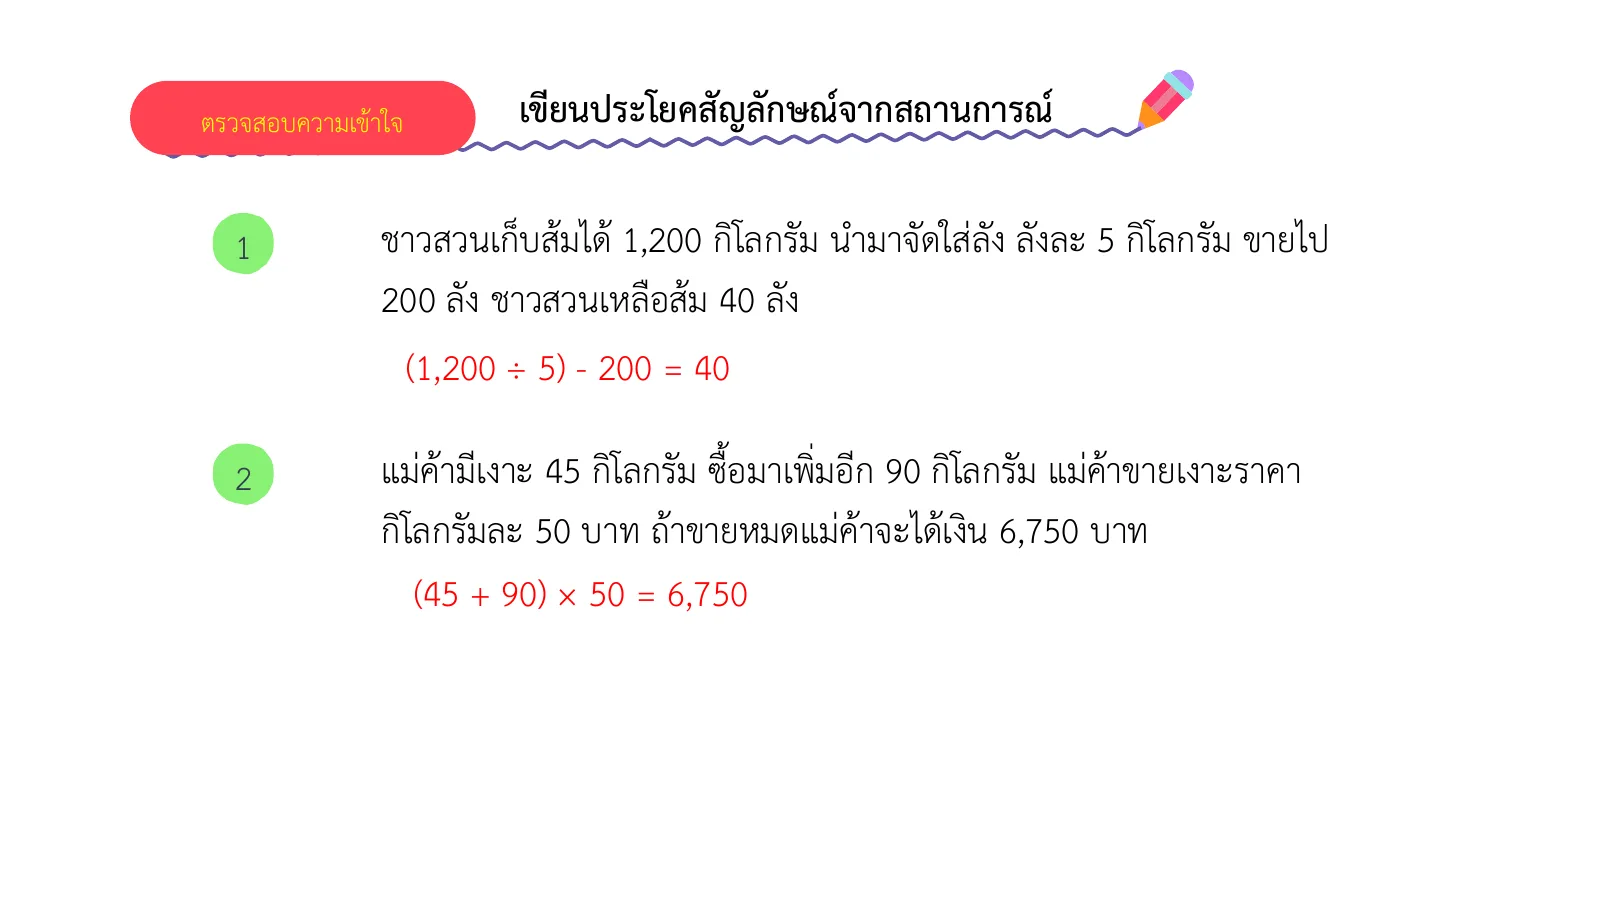 ตรวจสอบความเข้าใจ
เขียนประโยคสัญลักษณ์จากสถานการณ์
1
ชาวสวนเก็บส้มได้ 1,200 กิโลกรัม นำมาจัดใส่ลัง ลังละ 5 กิโลกรัม ขายไป
200 ลัง ชาวสวนเหลือส้ม 40 ลัง
(1,200 ÷ 5) - 200 = 40
2
แม่ค้ามีเงาะ 45 กิโลกรัม ซื้อมาเพิ่มอีก 90 กิโลกรัม แม่ค้าขายเงาะราคา
กิโลกรัมละ 50 บาท ถ้าขายหมดแม่ค้าจะได้เงิน 6,750 บาท
(45 + 90) × 50 = 6,750